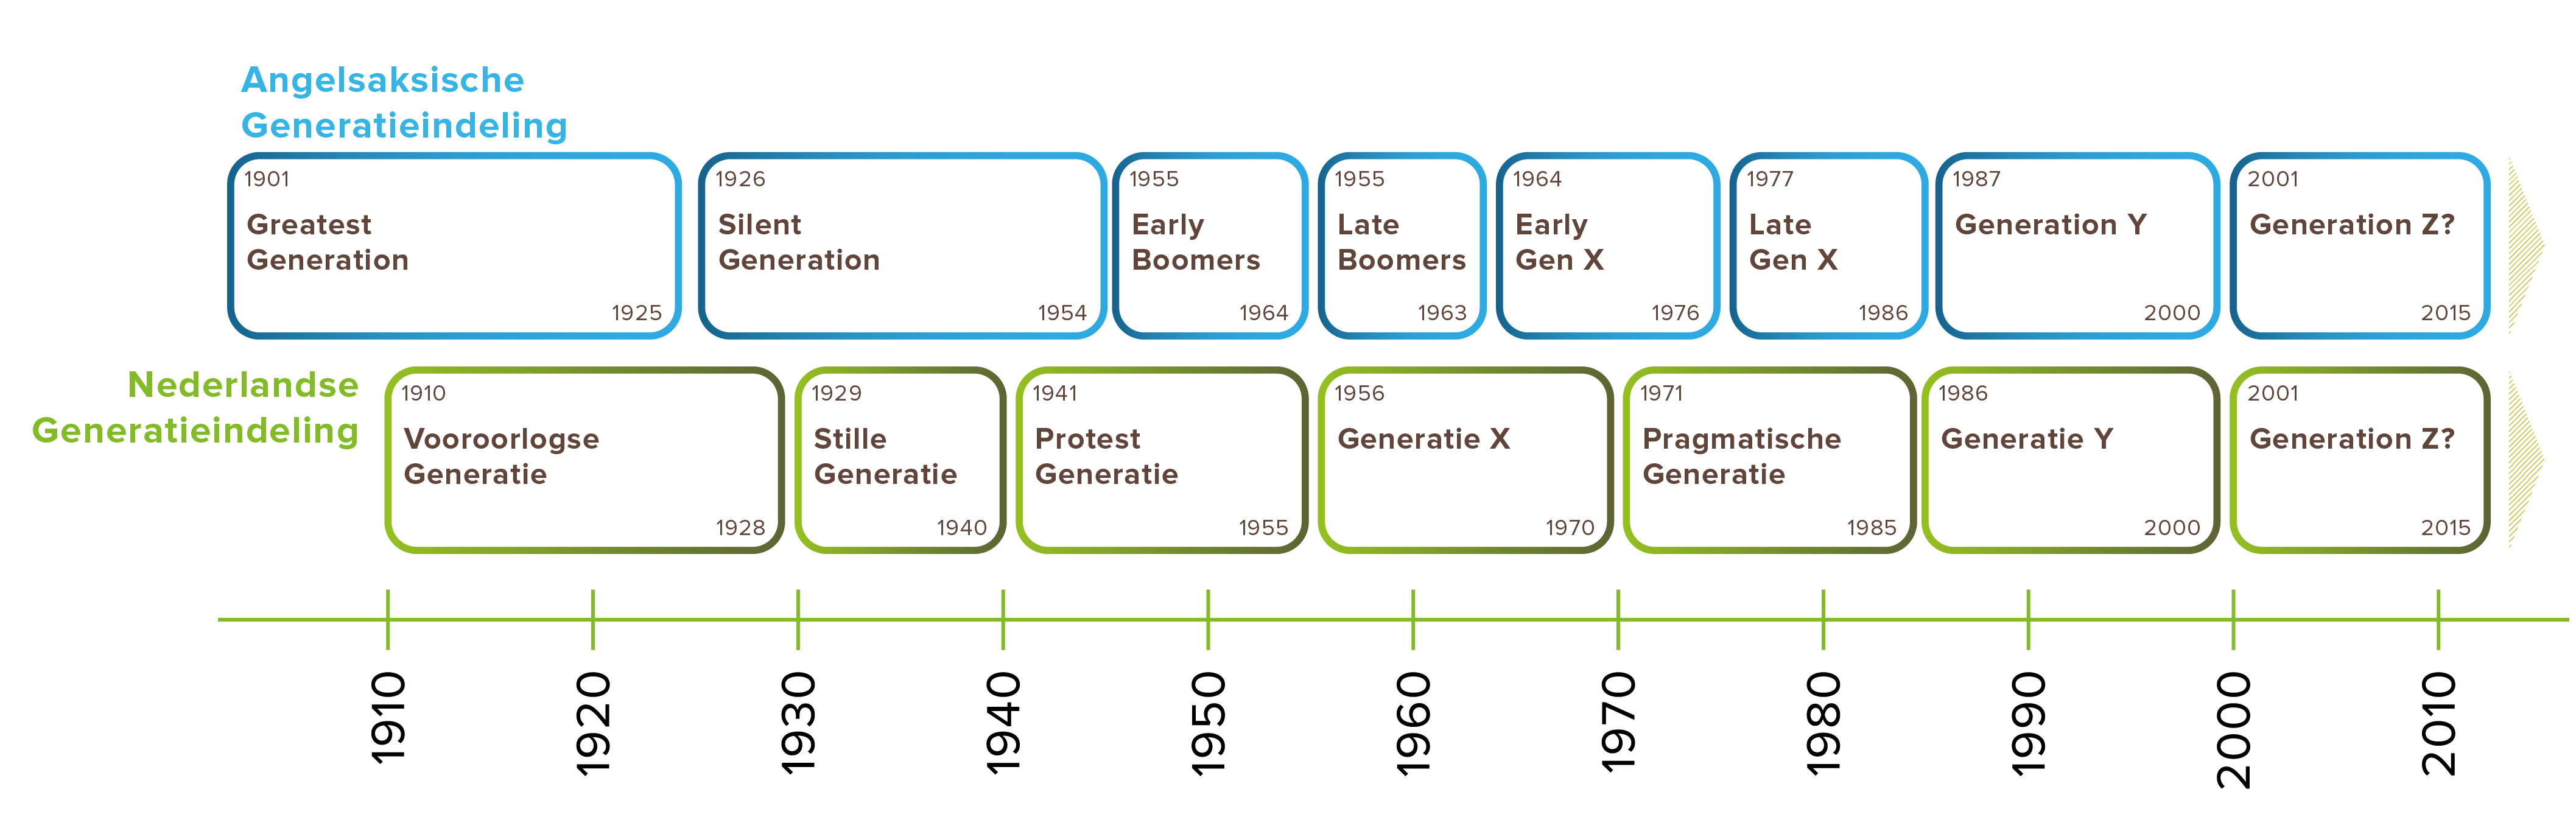 Angelsaksische
Generatieindeling
1901
Greatest
Generation
1925
1926
Silent
Generation
1954
1955
Early
Boomers
1964
1955
Late
Boomers
1963
1964
Early
Gen X
1976
1977
Late
Gen X
1986
1987
Generation Y
2000
2001
Generation Z?
2015
Nederlandse
Generatieindeling
1910
Vooroorlogse
Generatie
1928
1929
Stille
Generatie
1940
1941
Protest
Generatie
1955
1956
Generatie X
1970
1971
Pragmatische
Generatie
1985
1986
Generatie Y
2000
2001
Generation Z?
2015
1910
1920
1930
1940
1950
1960
1970
1980
1990
2000
2010